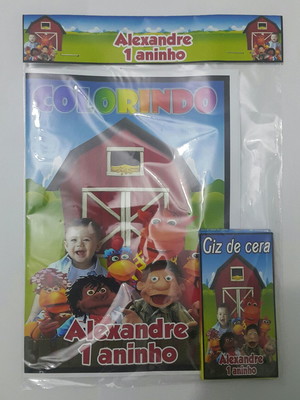 Alexandre
1 aninho
COLORINDO
Giz de cera
Alexandre
1 aninho
Alexandre
1 aninho